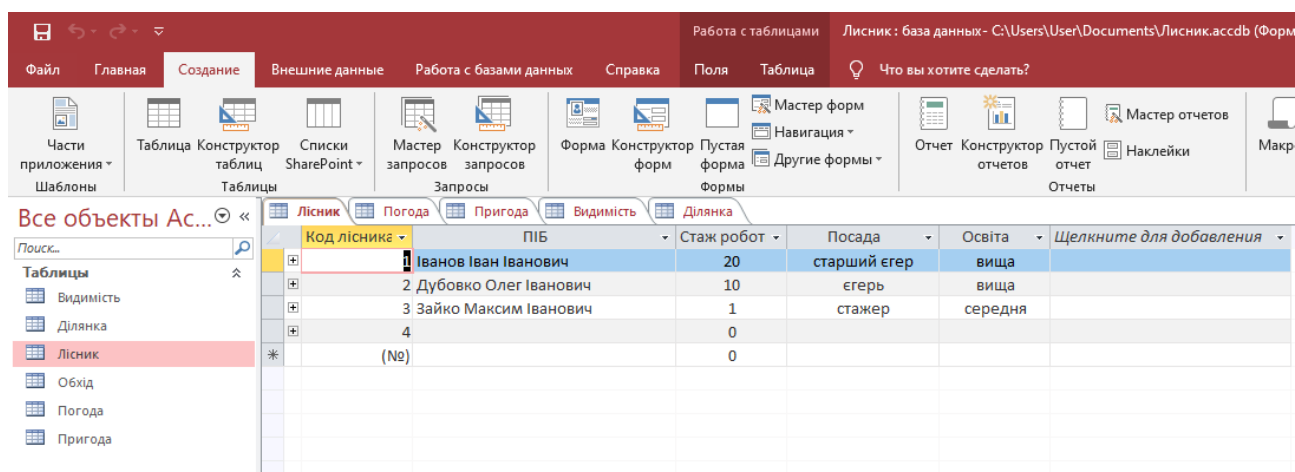 Работа с таблицами Лисник : база данных- C:\Users\User\Documents\Лисник.accdb (Форм
Файл Главная Создание Внешние данные Работа с базами данных Справка Поля Таблица Что вы хотите сделать?
Части приложения
Таблица
Конструктор таблиц
Списки SharePoint
Мастер запросов
Конструктор запросов
Форма
Конструктор форм
Пустая форма
Мастер форм
Навигация
Другие формы
Отчет
Конструктор отчетов
Пустой отчет
Мастер отчетов
Наклейки
Макр
Шаблоны Таблицы Запросы Формы Отчеты
Все объекты Ac...
Поиск...
Таблицы
Видимість
Ділянка
Лісник
Обхід
Погода
Пригода
Лісник Погода Пригода Видимість Ділянка
Код лісника ПІБ Стаж робот Посада Освіта Щелкните для добавления
1 Іванов Іван Іванович 20 старший єгер вища
2 Дубовко Олег Іванович 10 єгерь вища
3 Зайко Максим Іванович 1 стажер середня
4 0
(№) 0